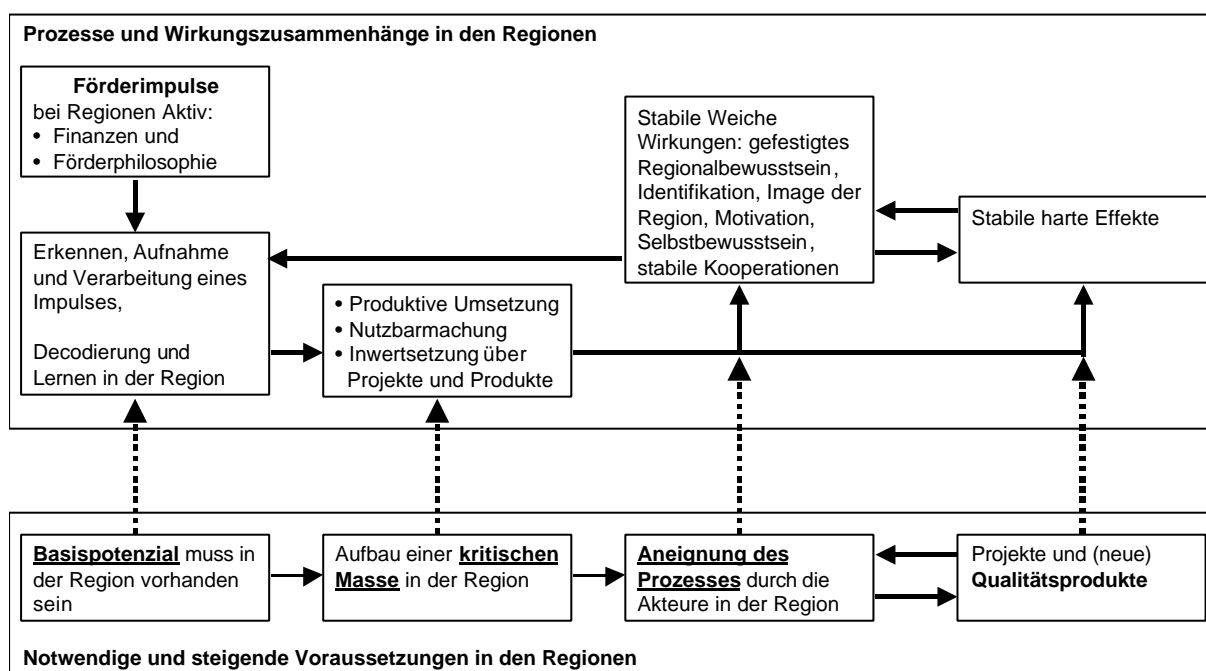 Prozesse und Wirkungszusammenhänge in den Regionen
Förderimpulse
bei Regionen Aktiv:
• Finanzen und
• Förderphilosophie
Erkennen, Aufnahme
und Verarbeitung eines
Impulses,
Decodierung und
Lernen in der Region
• Produktive Umsetzung
• Nutzbarmachung
• Inwertsetzung über
Projekte und Produkte
Stabile Weiche
Wirkungen: gefestigtes
Regionalbewusstsein,
Identifikation, Image der
Region, Motivation,
Selbstbewusstsein,
stabile Kooperationen
Stabile harte Effekte
Basispotenzial muss in
der Region vorhanden
sein
Aufbau einer kritischen
Masse in der Region
Aneignung des
Prozesses durch die
Akteure in der Region
Projekte und (neue)
Qualitätsprodukte
Notwendige und steigende Voraussetzungen in den Regionen